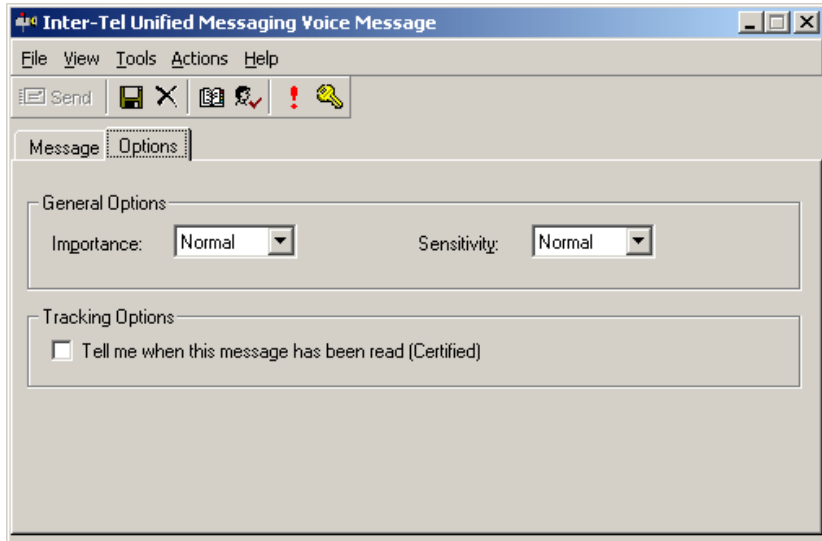 Inter-Tel Unified Messaging Voice Message
File View Tools Actions Help
Send
Message Options
General Options
Importance: Normal Sensitivity: Normal
Tracking Options
Tell me when this message has been read (Certified)